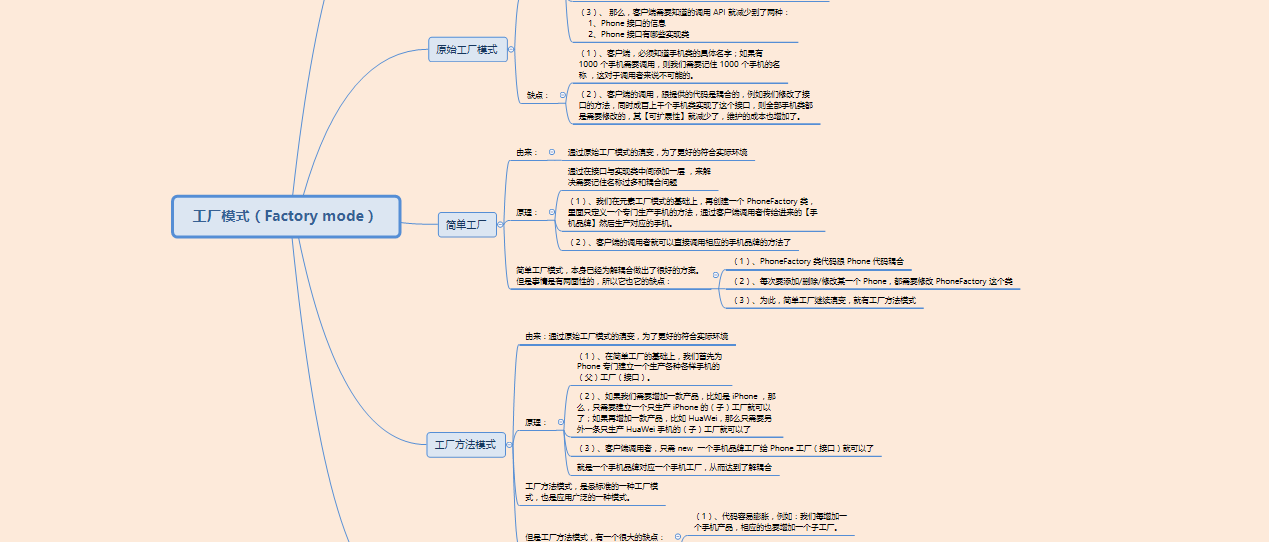 （3）、 那么，客户端需要知道的调用 API 就减少到了两种：
1、Phone 接口的信息
2、Phone 接口有哪些实现类
原始工厂模式
（1）、客户端，必须知道手机类的具体名字；如果有
1000 个手机需要调用，则我们需要记住 1000 个手机的名
称 ，这对于调用者来说不可能的。
缺点：
（2）、客户端的调用，跟提供的代码是耦合的，例如我们修改了接
口的方法，同时成百上千个手机类实现了这个接口，则全部手机类都
是需要修改的，其【可扩展性】就减少了，维护的成本也增加了。
工厂模式（Factory mode）
简单工厂
由来：
通过原始工厂模式的演变，为了更好的符合实际环境
原理：
通过在接口与实现类中间添加一层 ，来解
决需要记住名称过多和耦合问题
（1）、我们在元素工厂模式的基础上，再创建一个 PhoneFactory 类，
里面只定义一个专门生产手机的方法，通过客户端调用者传给进来的【手
机品牌】然后生产对应的手机。
（2）、客户端的调用者就可以直接调用相应的手机品牌的方法了
简单工厂模式，本身已经为解耦合做出了很好的方案。
但是事情是有两面性的，所以它也它的缺点：
（1）、PhoneFactory 类代码跟 Phone 代码耦合
（2）、每次要添加/删除/修改某一个 Phone，都需要修改 PhoneFactory 这个类
（3）、为此，简单工厂继续演变，就有工厂方法模式
工厂方法模式
由来：通过原始工厂模式的演变，为了更好的符合实际环境
原理：
（1）、在简单工厂的基础上，我们首先为
Phone 专门建立一个生产各种各样手机的
（父）工厂（接口）。
（2）、如果我们需要增加一款产品，比如是 iPhone ，那
么，只需要建立一个只生产 iPhone 的（子）工厂就可以
了；如果再增加一款产品，比如 HuaWei，那么只需要另
外一条只生产 HuaWei 手机的（子）工厂就可以了
（3）、客户端调用者，只需 new 一个手机品牌工厂给 Phone 工厂（接口）就可以了
就是一个手机品牌对应一个手机工厂，从而达到了解耦合
工厂方法模式，是最标准的一种工厂模
式，也是应用广泛的一种模式。
但是工厂方法模式，有一个很大的缺点：
（1）、代码容易膨胀，例如：我们每增加一
个手机产品，相应的也要增加一个子工厂。